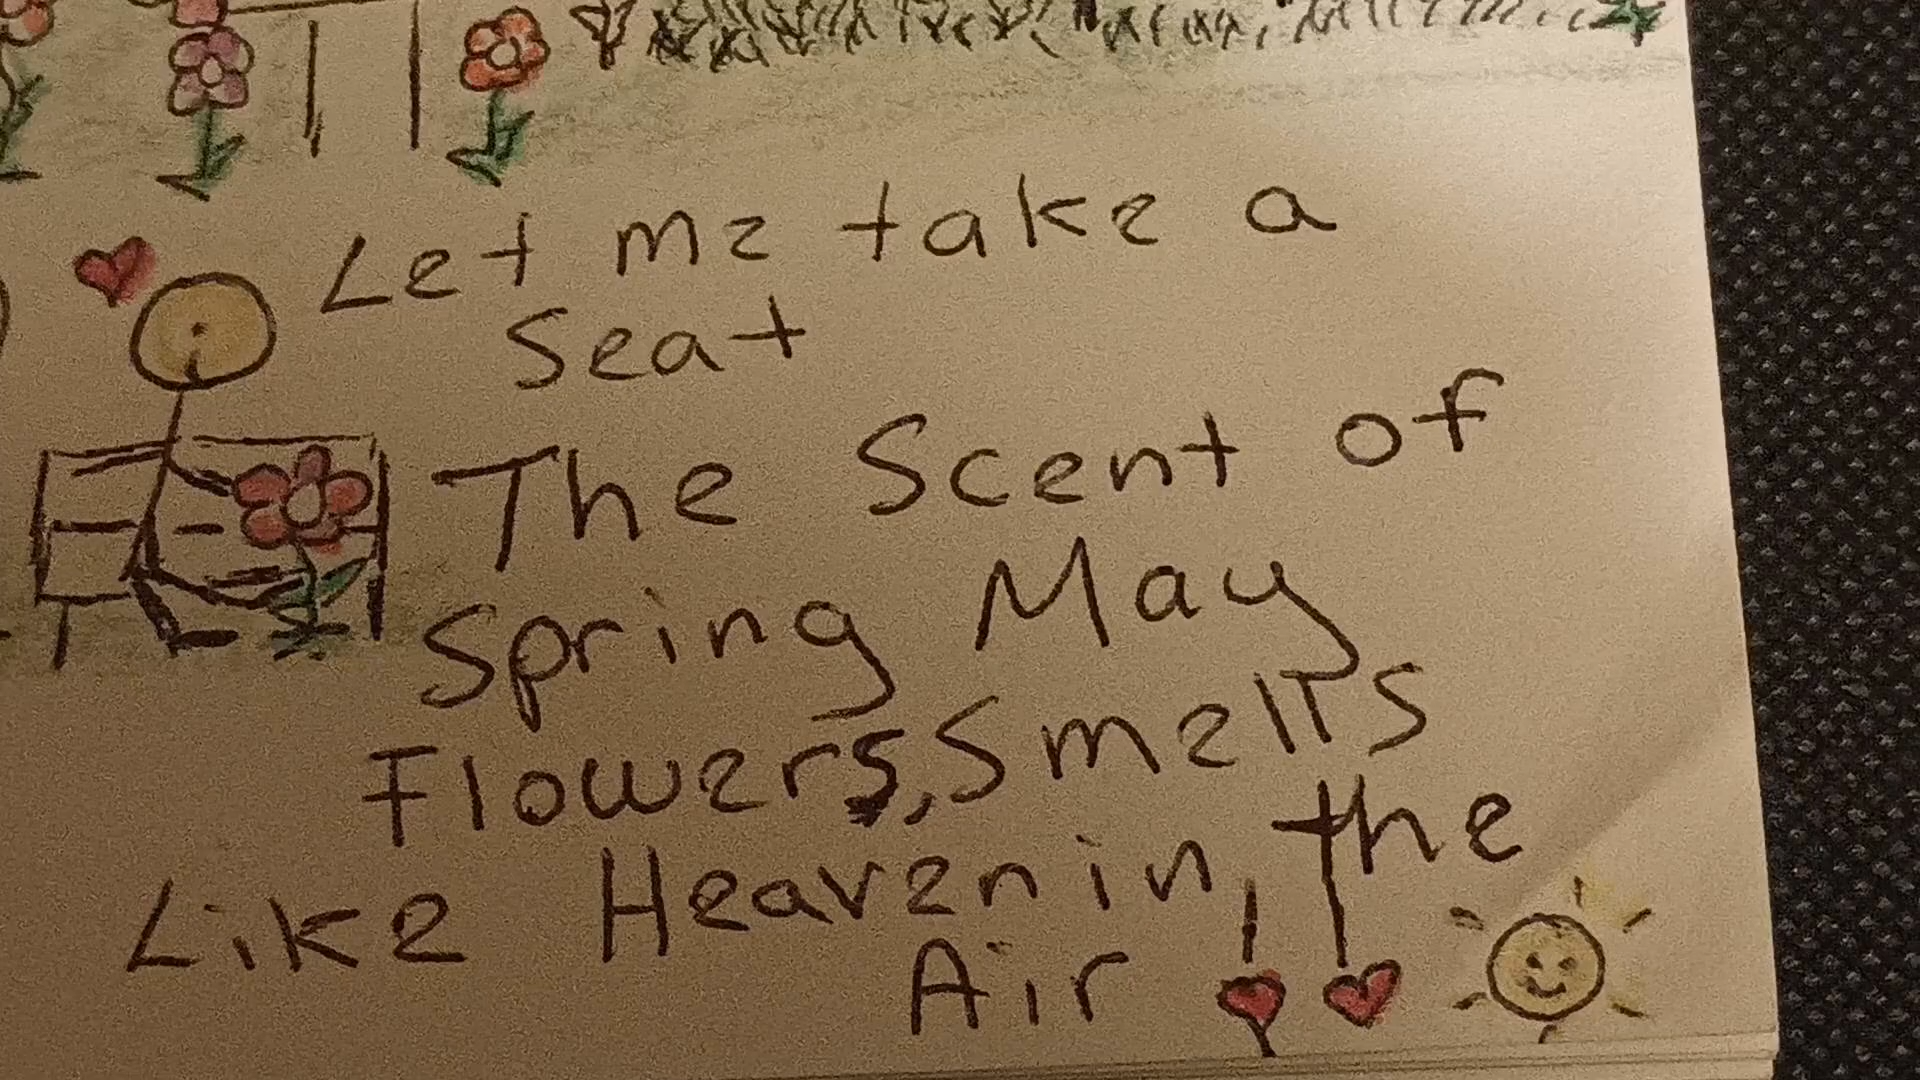 Let me take a
Seat
The Scent of
Spring May
Flowers, Smells
Like Heaven in, the
Air !!